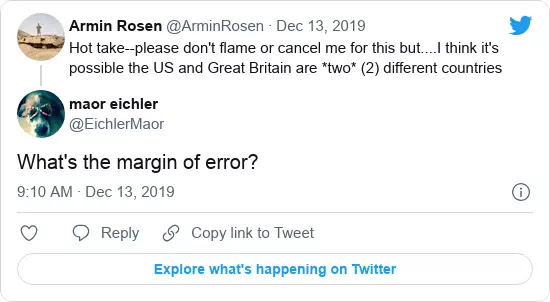 Armin Rosen @ArminRosen · Dec 13, 2019
Hot take--please don't flame or cancel me for this but....I think it's
possible the US and Great Britain are *two* (2) different countries
maor eichler
@EichlerMaor
What's the margin of error?
9:10 AM · Dec 13, 2019
Reply
Copy link to Tweet
Explore what's happening on Twitter